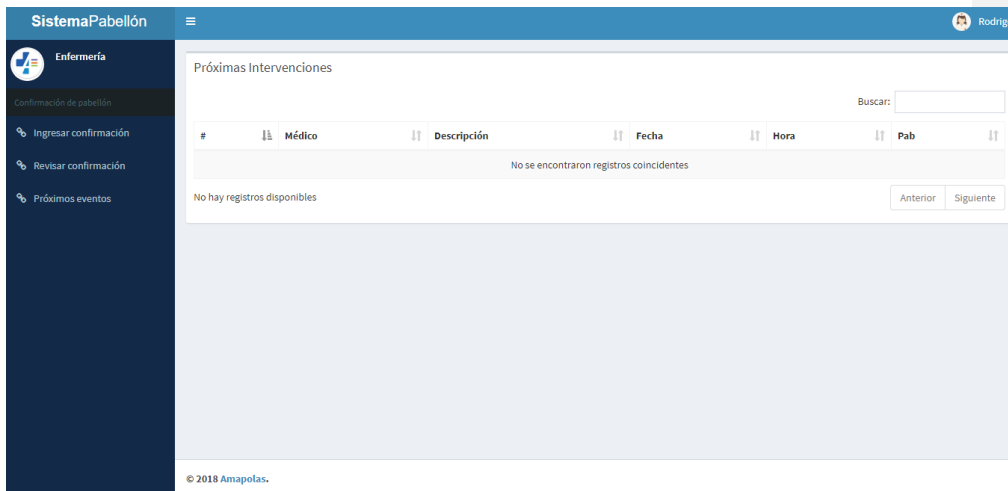 SistemaPabellón
Rodrig
Enfermería
Confirmación de pabellón
Ingresar confirmación
Revisar confirmación
Próximos eventos
Próximas Intervenciones
Buscar:
# Médico Descripción Fecha Hora Pab
No se encontraron registros coincidentes
No hay registros disponibles
Anterior Siguiente
© 2018 Amapolas.